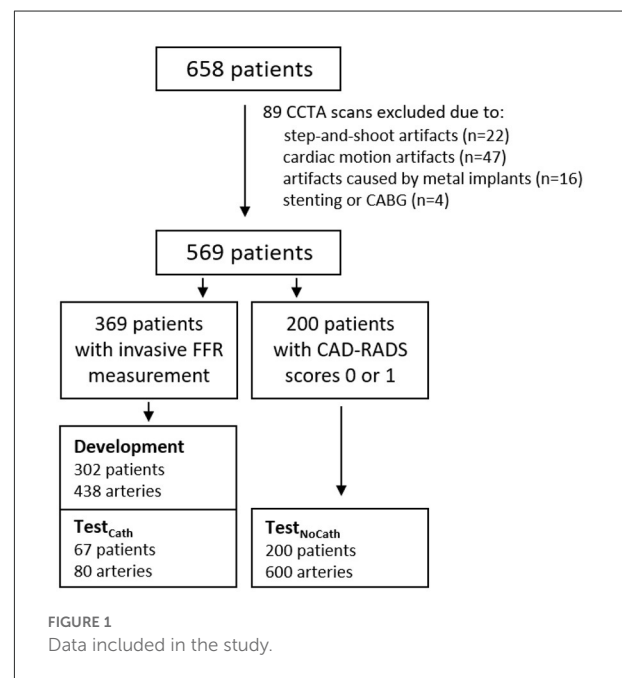 658 patients
89 CCTA scans excluded due to:
step-and-shoot artifacts (n=22)
cardiac motion artifacts (n=47)
artifacts caused by metal implants (n=16)
stenting or CABG (n=4)
569 patients
369 patients
with invasive FFR
measurement
200 patients
with CAD-RADS
scores 0 or 1
Development
302 patients
438 arteries
TestCath
67 patients
80 arteries
TestNoCath
200 patients
600 arteries
FIGURE 1
Data included in the study.